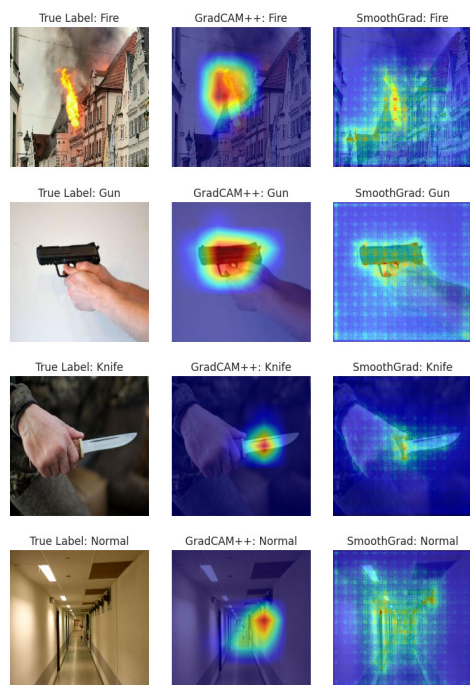 True Label: Fire
GradCAM++: Fire
SmoothGrad: Fire
True Label: Gun
GradCAM++: Gun
SmoothGrad: Gun
True Label: Knife
GradCAM++: Knife
SmoothGrad: Knife
True Label: Normal
GradCAM++: Normal
SmoothGrad: Normal